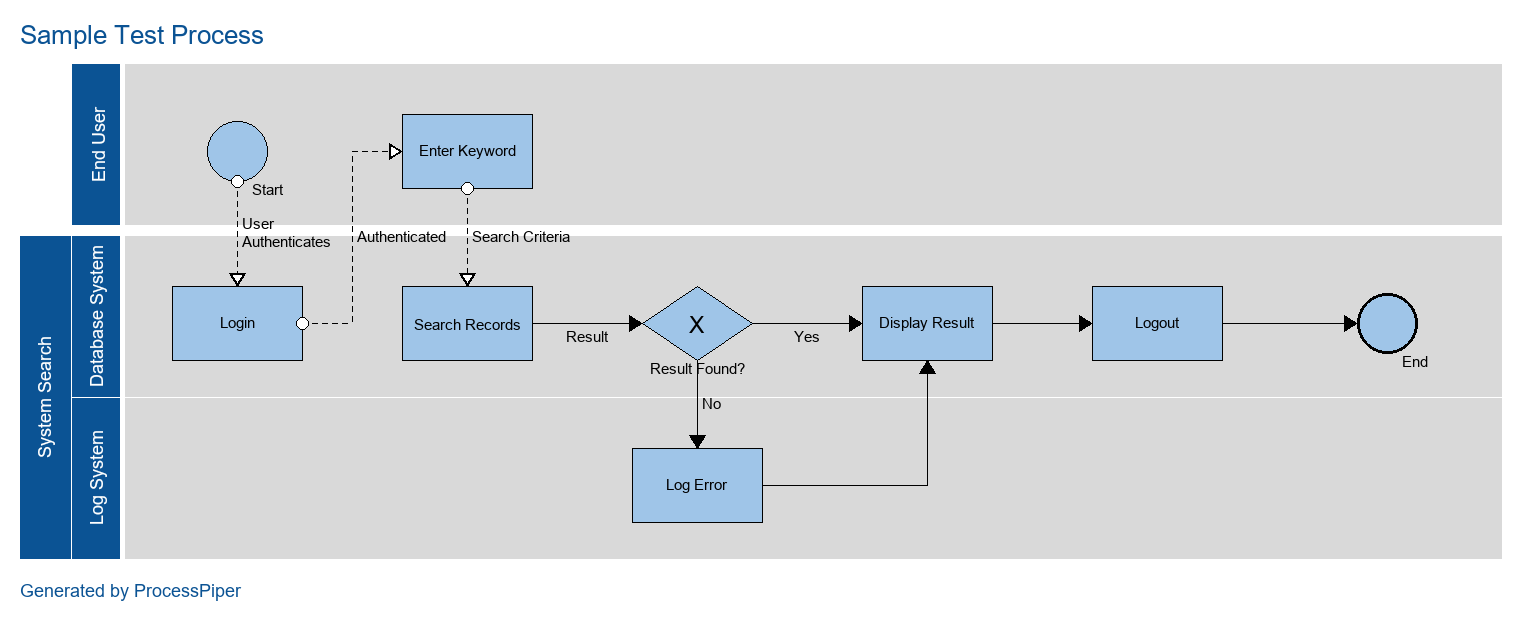 Sample Test Process
End User
Start
Enter Keyword
User
Authenticates
Authenticated
Search Criteria
System Search
Database System
Login
Search Records
Result
X
Result Found?
Yes
Display Result
Logout
End
No
Log System
Log Error
Generated by ProcessPiper